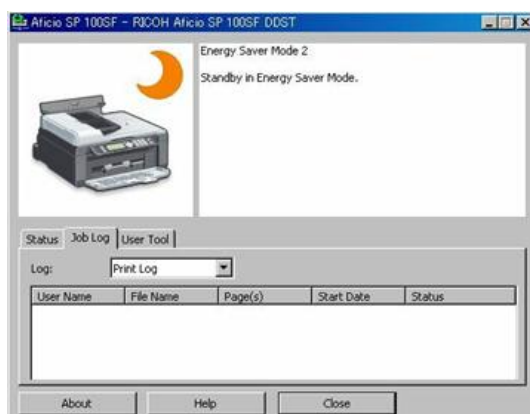 Aficio SP 100SF - RICOH Aficio SP 100SF DDST
Energy Saver Mode 2
Standby in Energy Saver Mode.
Status Job Log User Tool
Log: Print Log
User Name File Name Page(s) Start Date Status
About Help Close